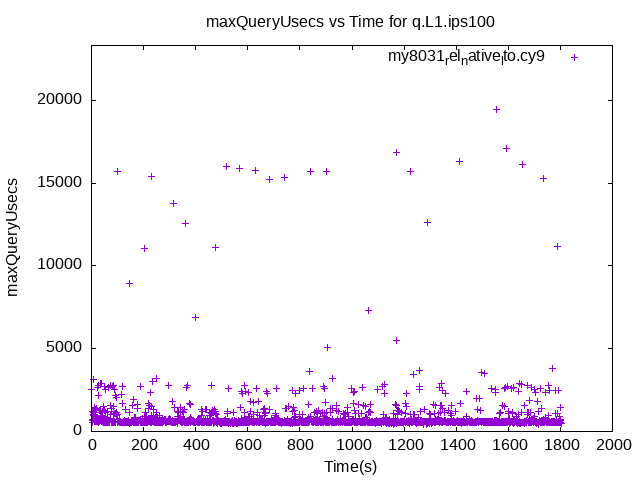 maxQueryUsecs vs Time for q.L1.ips100
my8031relnativelto.cy9
20000
15000
10000
5000
0
maxQueryUsecs
0 200 400 600 800 1000 1200 1400 1600 1800 2000
Time(s)